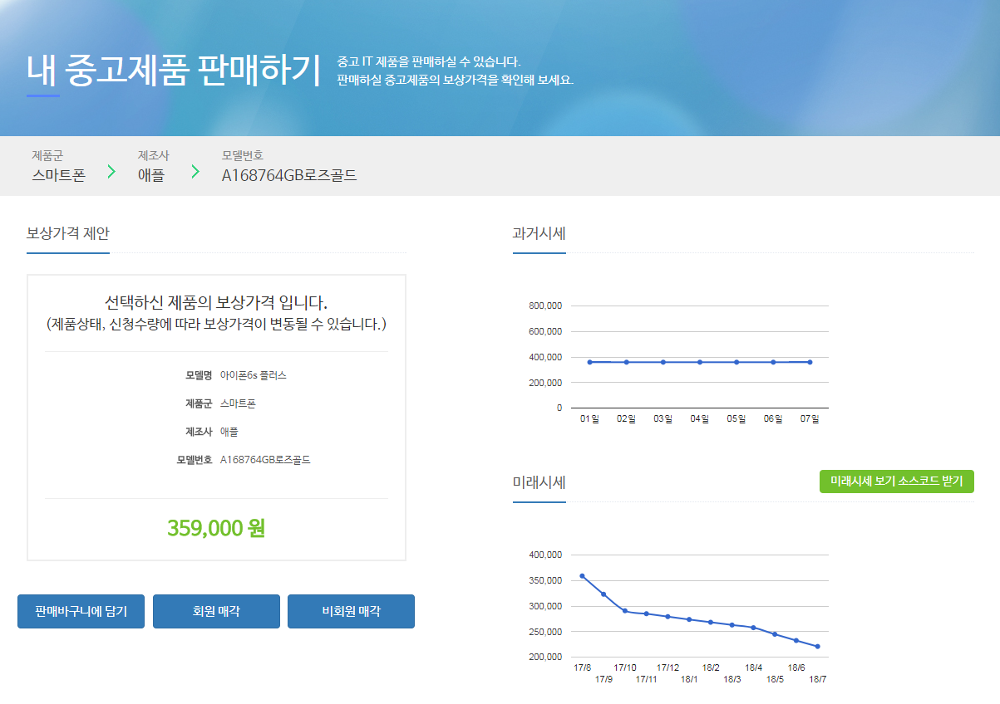 내 중고제품 판매하기
중고 IT 제품을 판매하실 수 있습니다.
판매하실 중고제품의 보상가격을 확인해 보세요.
제품군
스마트폰
제조사
애플
모델번호
A168764GB로즈골드
보상가격 제안
선택하신 제품의 보상가격 입니다.
(제품상태, 신청수량에 따라 보상가격이 변동될 수 있습니다.)
모델명 아이폰6s 플러스
제품군 스마트폰
제조사 애플
모델번호 A168764GB로즈골드
359,000 원
판매바구니에 담기
회원 매각
비회원 매각
과거시세
800,000
600,000
400,000
200,000
0
01일 02일 03일 04일 05일 06일 07일
미래시세
미래시세 보기 소스코드 받기
400,000
350,000
300,000
250,000
200,000
17/8 17/10 17/12 18/2 18/4 18/6
17/9 17/11 18/1 18/3 18/5 18/7